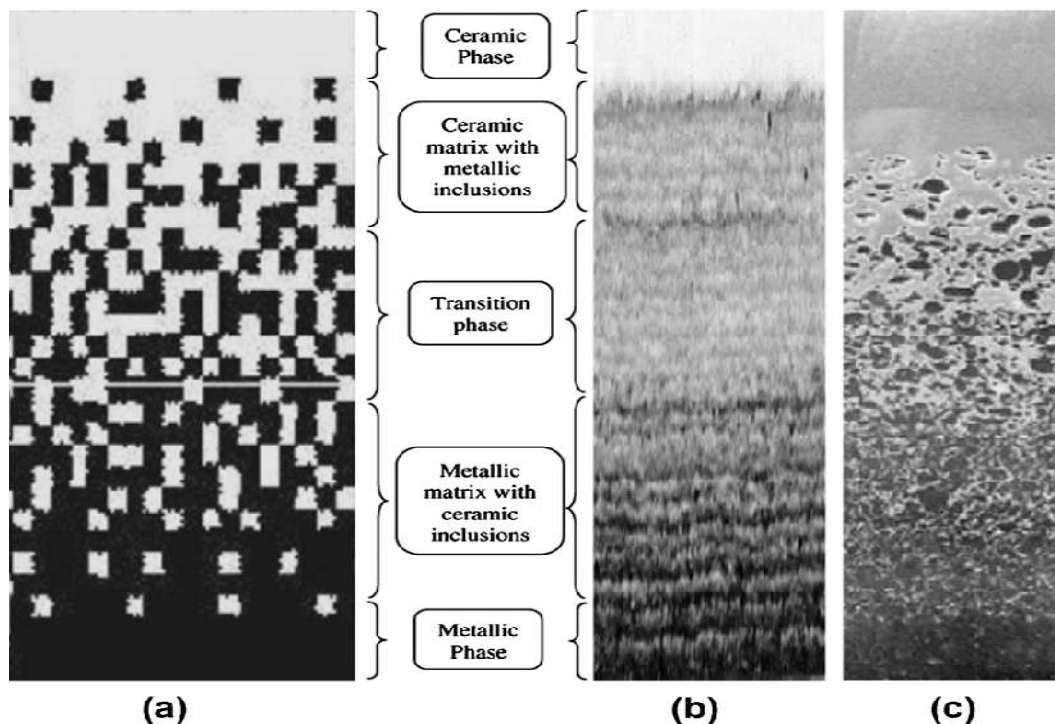 Ceramic
Phase
Ceramic
matrix with
metallic
inclusions
Transition
phase
Metallic
matrix with
ceramic
inclusions
Metallic
Phase
(a)
(b)
(c)